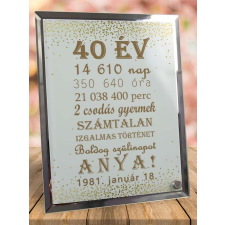 40 ÉV
14 610 nap
350 640 óra
21 038 400 perc
2 csodás gyermek
SZÁMTALAN
IZGALMAS TÖRTÉNET
Boldog szülinapot
ANYA!
1981. január 18.